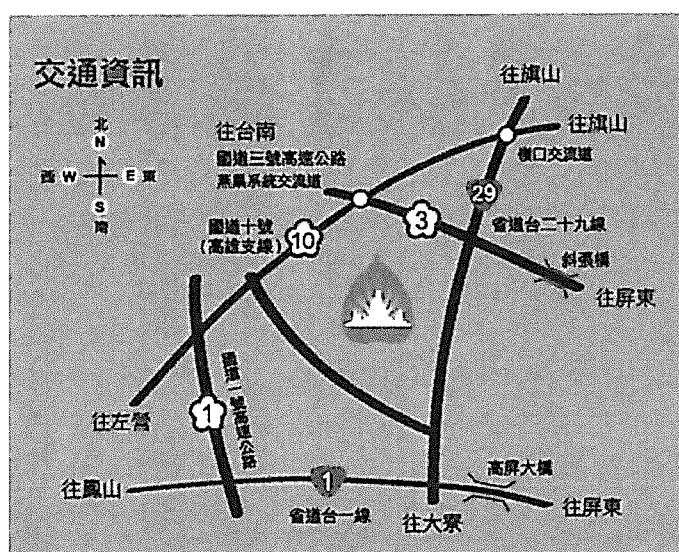 交通資訊
北
N
西 W E 東
S
南
往旗山
往旗山
往台南
國道三號高速公路
燕巢系統交流道
嶺口交流道
29
3
省道台二十九線
國道十號
(高雄支線)
10
斜張橋
往屏東
國道一號高速公路
1
往左營
高屏大橋
往鳳山
1
省道台一線
往大寮
往屏東